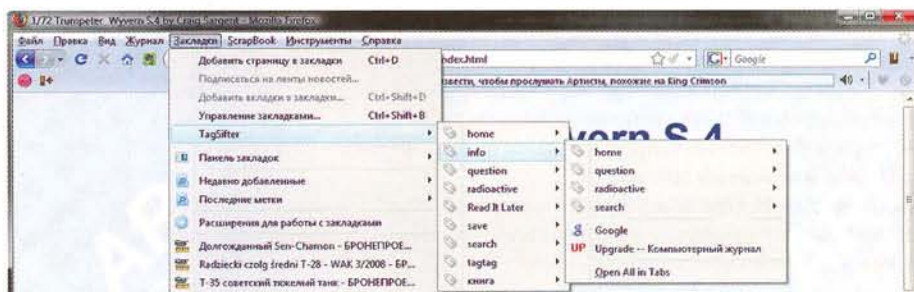 1/72 Trumpeter Wyvern S.4 by Craig Sargent - Mozilla Firefox
Файл Правка Вид Журнал Закладки ScrapBook Инструменты Справка
ndex.html
Google
Добавить страницу в закладки Ctrl+D
Подписаться на ленты новостей...
Добавить вкладки в закладки... Ctrl+Shift+D
Управление закладками... Ctrl+Shift+B
TagSifter
Панель закладок
Недавно добавленные
Последние метки
Расширения для работы с закладками
Долгожданный Sen-Chamon - БРОНЕПРОЕ...
Radziecki czolg średni T-28 - WAK 3/2008 - БР...
Т-35 советский тяжелый танк - БРОНЕПРОЕ...
чтобы прослушать Артисты, похожие на King Crimson
vern S.4
home
info
question
radioactive
Read It Later
save
search
tagtag
книга
home
question
radioactive
search
Google
UP Upgrade -- Компьютерный журнал
Open All in Tabs